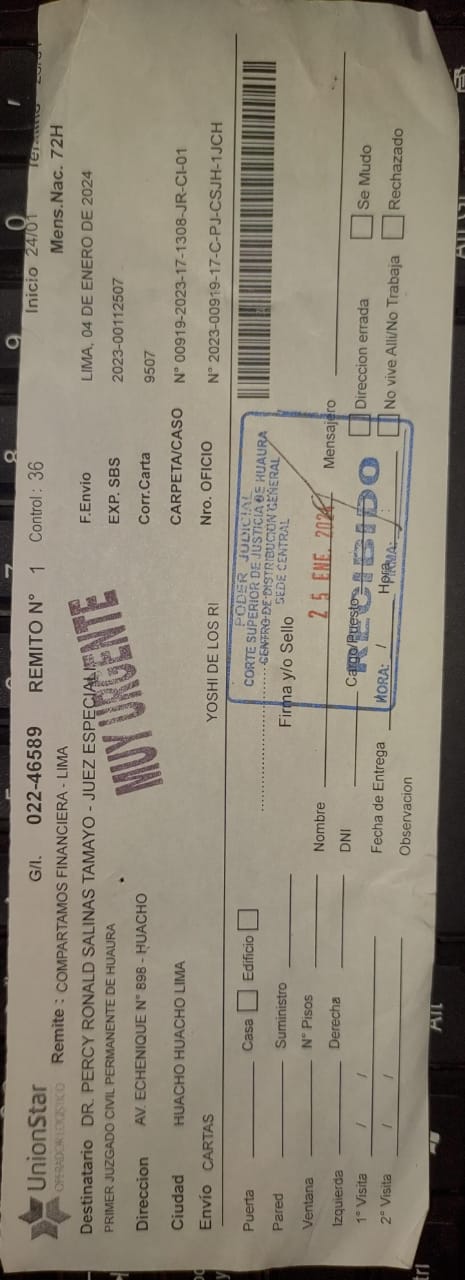 UnionStar
OPERADOR LOGISTICO
G/I. 022-46589 REMITO N° 1 Control: 36 Inicio 24/01
Remite : COMPARTAMOS FINANCIERA - LIMA Mens.Nac. 72H
Destinatario DR. PERCY RONALD SALINAS TAMAYO - JUEZ ESPECIAL
PRIMER JUZGADO CIVIL PERMANENTE DE HUAURA
Direccion AV. ECHENIQUE N° 898 - HUACHO
Ciudad HUACHO HUACHO LIMA
Envío CARTAS YOSHI DE LOS RI
F.Envio LIMA, 04 DE ENERO DE 2024
EXP. SBS 2023-00112507
Corr.Carta 9507
CARPETA/CASO N° 00919-2023-17-1308-JR-CI-01
Nro. OFICIO N° 2023-00919-17-C-PJ-CSJH-1JCH
MUY URGENTE
Puerta Casa Edificio
Pared Suministro
Ventana N° Pisos
Izquierda Derecha
1° Visita / /
2° Visita / /
Firma y/o Sello
Nombre Mensajero
DNI Cargo/Puesto
Fecha de Entrega / Hora
Observacion
Direccion errada Se Mudo
No vive Alli/No Trabaja Rechazado
PODER JUDICIAL
CORTE SUPERIOR DE JUSTICIA DE HUAURA
CENTRO DE DISTRIBUCIÓN GENERAL
SEDE CENTRAL
25 ENE. 2024
RECIBIDO
HORA: FIRMA: